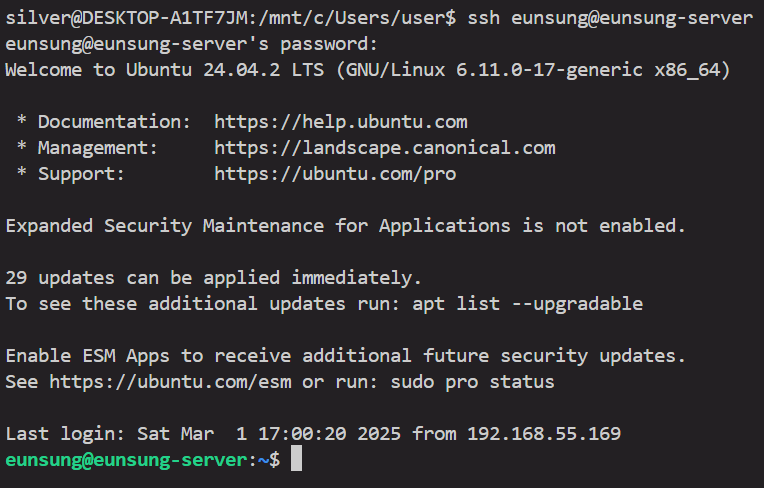 silver@DESKTOP-A1TF7JM:/mnt/c/Users/user$ ssh eunsung@eunsung-server
eunsung@eunsung-server's password:
Welcome to Ubuntu 24.04.2 LTS (GNU/Linux 6.11.0-17-generic x86_64)
* Documentation:  https://help.ubuntu.com
* Management:     https://landscape.canonical.com
* Support:        https://ubuntu.com/pro
Expanded Security Maintenance for Applications is not enabled.
29 updates can be applied immediately.
To see these additional updates run: apt list --upgradable
Enable ESM Apps to receive additional future security updates.
See https://ubuntu.com/esm or run: sudo pro status
Last login: Sat Mar  1 17:00:20 2025 from 192.168.55.169
eunsung@eunsung-server:~$